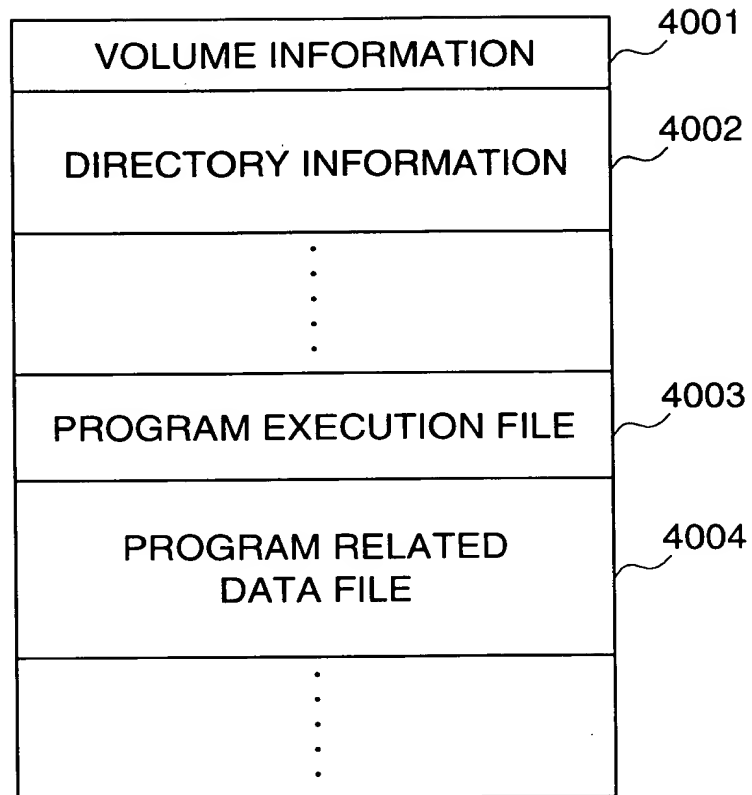 VOLUME INFORMATION
4001
DIRECTORY INFORMATION
4002
PROGRAM EXECUTION FILE
4003
PROGRAM RELATED
DATA FILE
4004